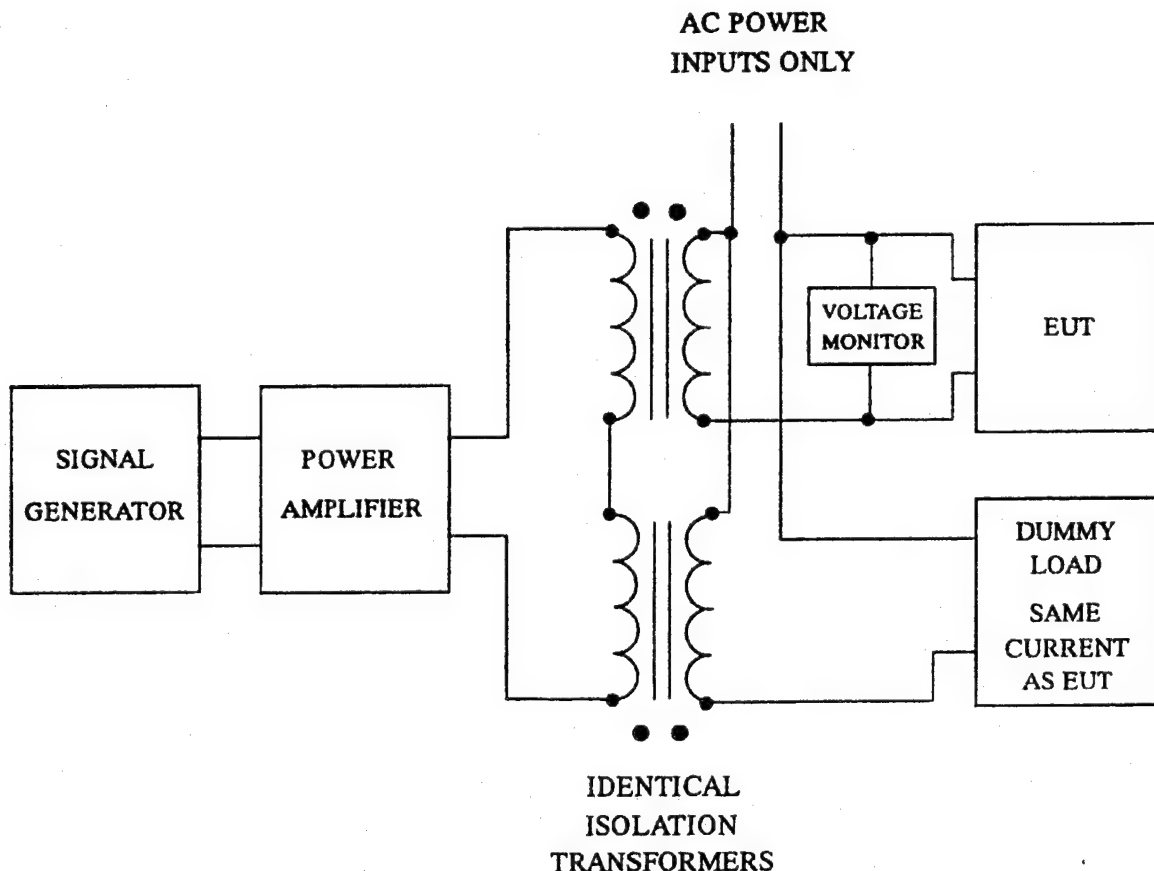 AC POWER
INPUTS ONLY
VOLTAGE
MONITOR
EUT
SIGNAL
GENERATOR
POWER
AMPLIFIER
DUMMY
LOAD
SAME
CURRENT
AS EUT
IDENTICAL
ISOLATION
TRANSFORMERS